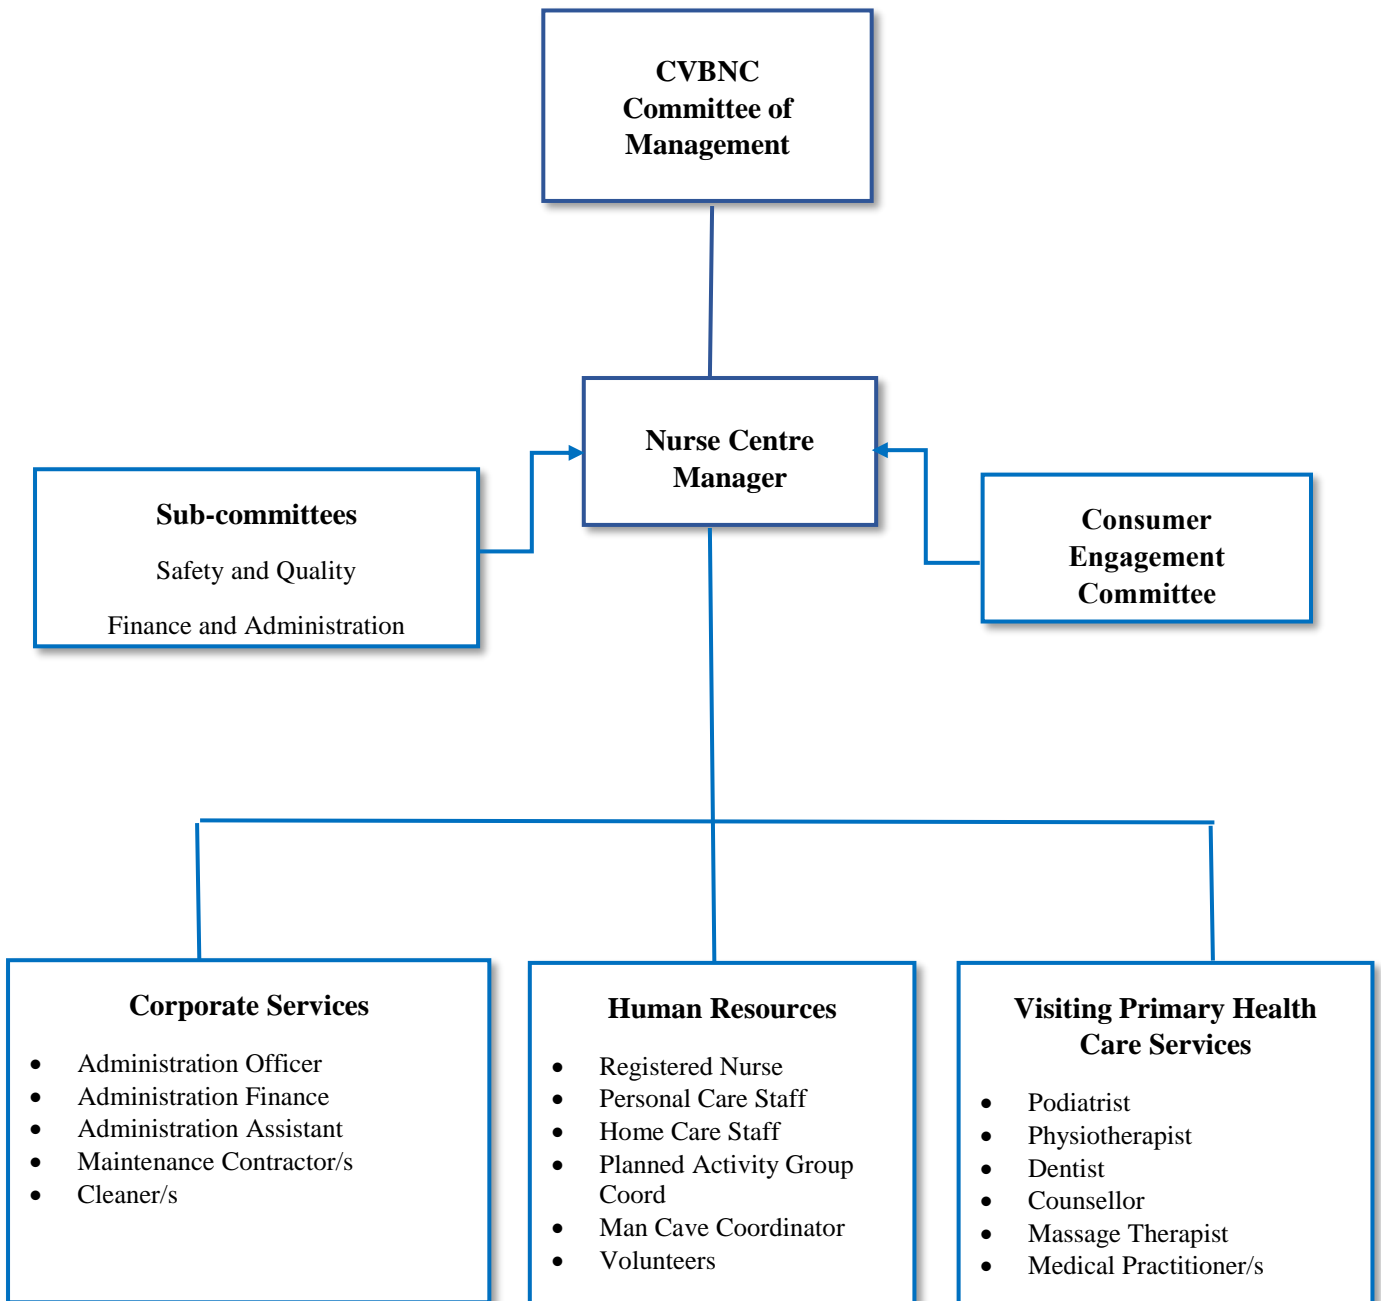 CVBNC
Committee of
Management
Nurse Centre
Manager
Sub-committees
Safety and Quality
Finance and Administration
Consumer
Engagement
Committee
Corporate Services
• Administration Officer
• Administration Finance
• Administration Assistant
• Maintenance Contractor/s
• Cleaner/s
Human Resources
• Registered Nurse
• Personal Care Staff
• Home Care Staff
• Planned Activity Group
Coord
• Man Cave Coordinator
• Volunteers
Visiting Primary Health
Care Services
• Podiatrist
• Physiotherapist
• Dentist
• Counsellor
• Massage Therapist
• Medical Practitioner/s